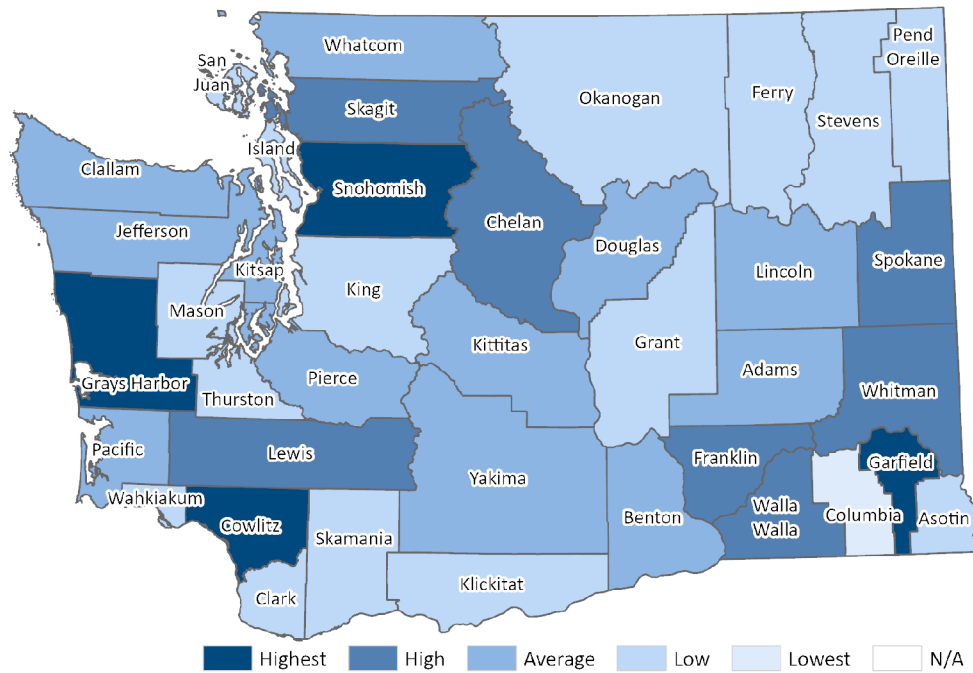 Whatcom
San
Juan
Skagit
Island
Snohomish
Okanogan
Ferry
Stevens
Pend
Oreille
Clallam
Jefferson
Kitsap
Mason
King
Chelan
Douglas
Lincoln
Spokane
Grays Harbor
Thurston
Pierce
Kittitas
Grant
Adams
Whitman
Pacific
Lewis
Yakima
Franklin
Garfield
Wahkiakum
Cowlitz
Skamania
Benton
Walla
Walla
Columbia
Asotin
Clark
Klickitat
Highest High Average Low Lowest N/A